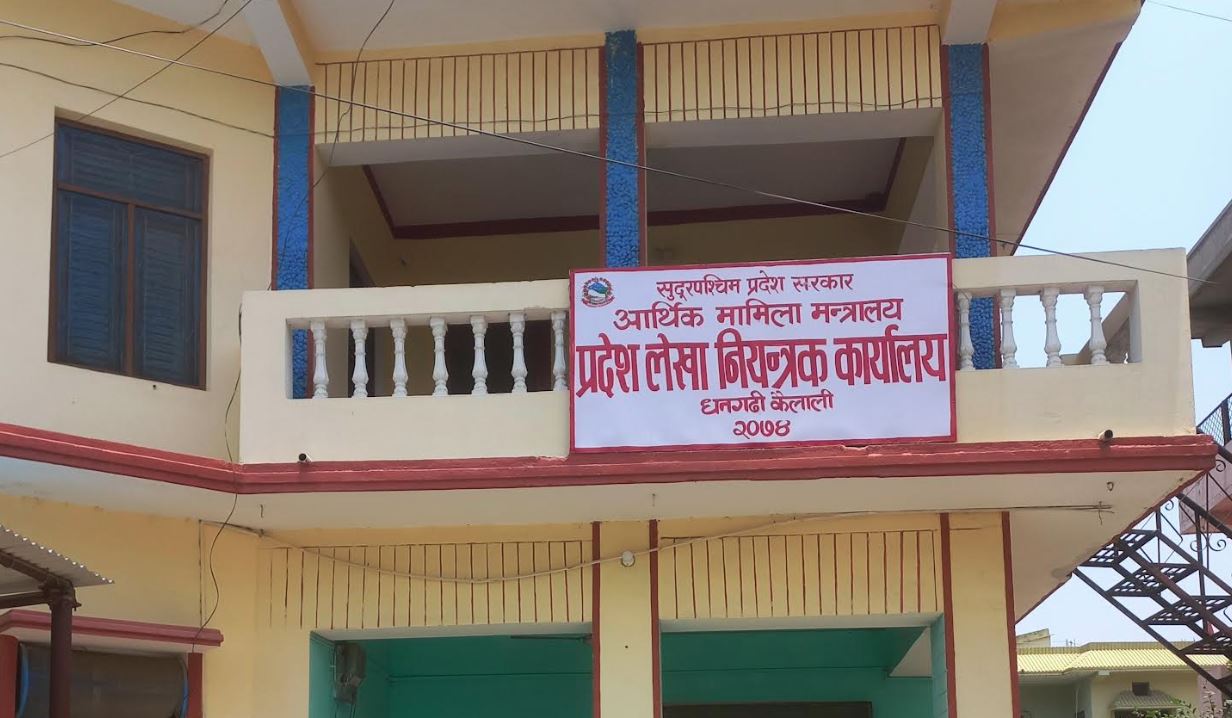 सुदूरपश्चिम प्रदेश सरकार
आर्थिक मामिला मन्त्रालय
प्रदेश लेखा नियन्त्रक कार्यालय
धनगढी कैलाली
२०७४